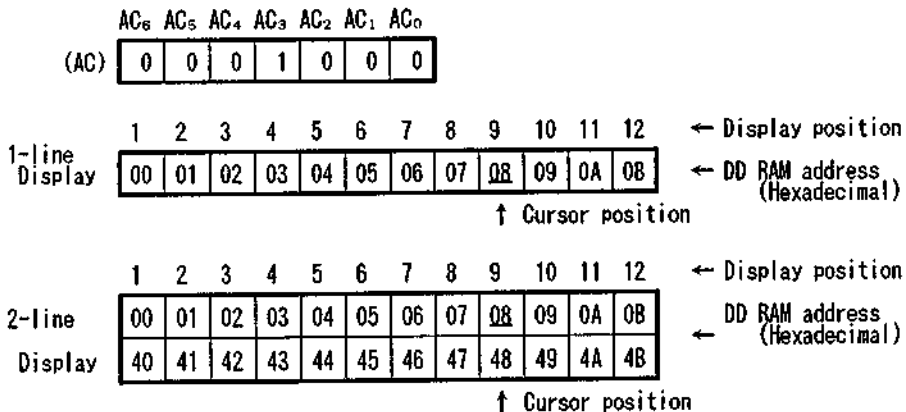 AC₆ AC₅ AC₄ AC₃ AC₂ AC₁ AC₀
(AC) 0 0 0 1 0 0 0
1 2 3 4 5 6 7 8 9 10 11 12 ← Display position
1-line
Display 00 01 02 03 04 05 06 07 08 09 0A 0B ← DD RAM address
(Hexadecimal)
↑ Cursor position
1 2 3 4 5 6 7 8 9 10 11 12 ← Display position
2-line 00 01 02 03 04 05 06 07 08 09 0A 0B ← DD RAM address
(Hexadecimal)
Display 40 41 42 43 44 45 46 47 48 49 4A 4B
↑ Cursor position